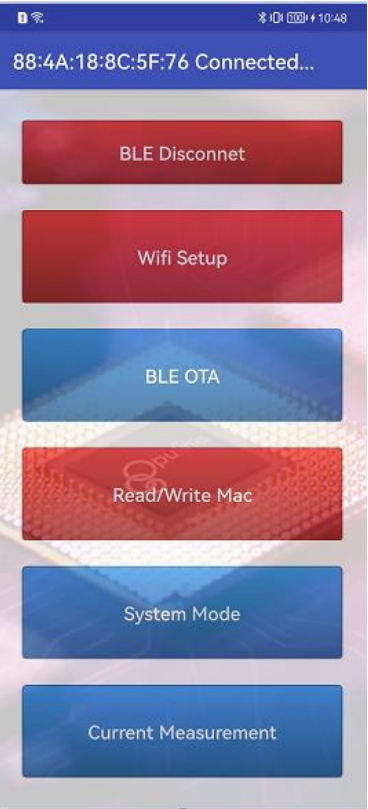 100 10:48
88:4A:18:8C:5F:76 Connected...
BLE Disconnet
Wifi Setup
BLE OTA
Read/Write Mac
System Mode
Current Measurement